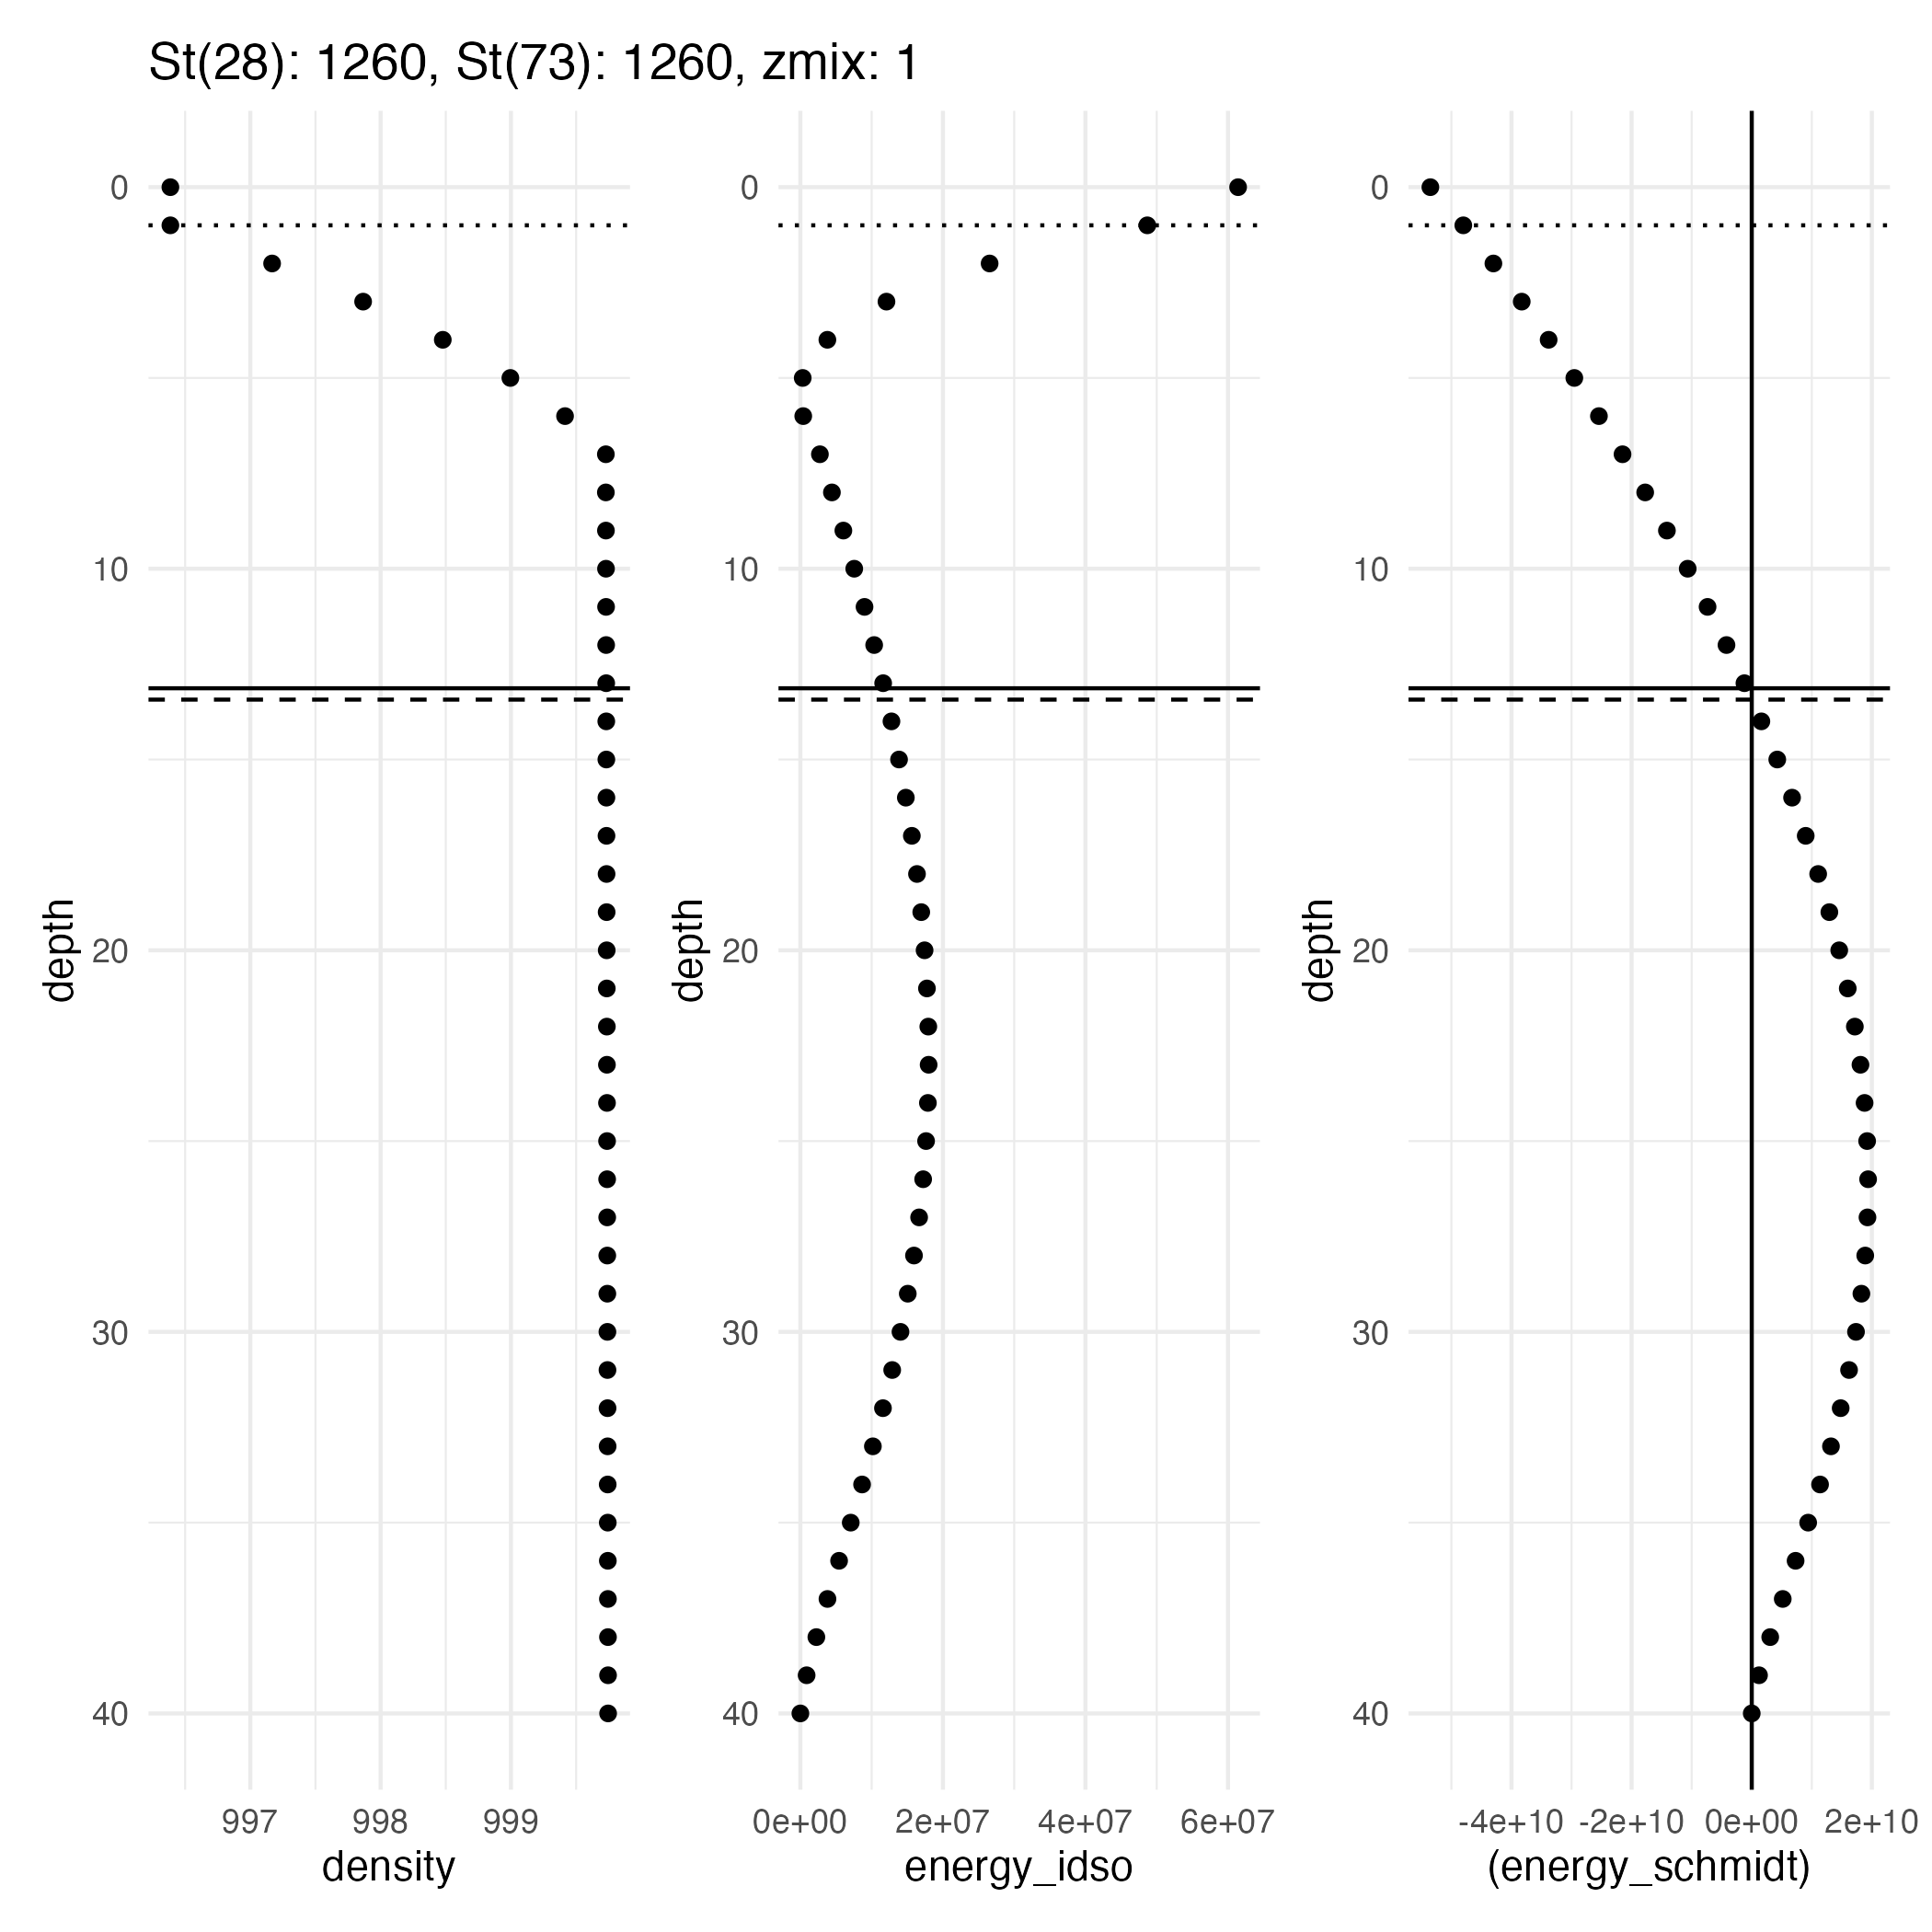 St(28): 1260, St(73): 1260, zmix: 1
0
10
20
30
40
depth
997 998 999
density
0
10
20
30
40
depth
0e+00 2e+07 4e+07 6e+07
energy_idso
0
10
20
30
40
depth
-4e+10 -2e+10 0e+00 2e+10
(energy_schmidt)